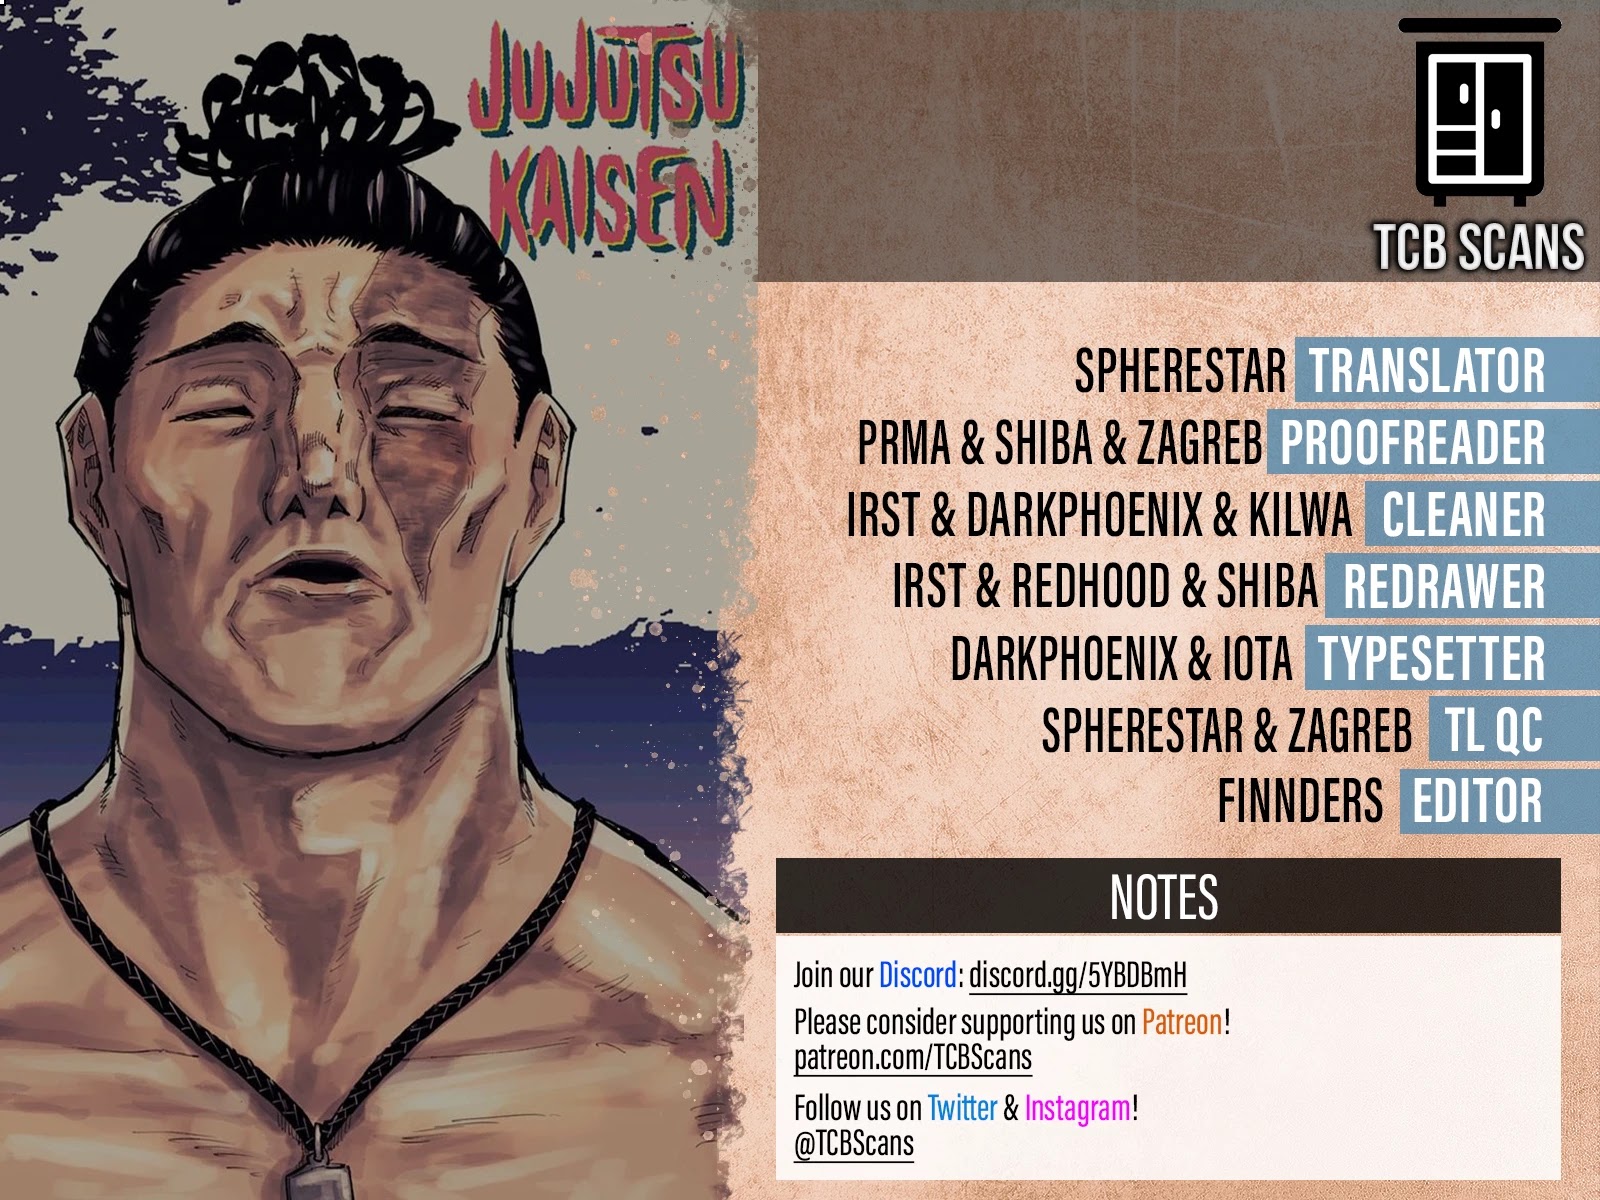 JUJUTSU
KAISEN
TCB SCANS
SPHERESTAR TRANSLATOR
PRMA & SHIBA & ZAGREB PROOFREADER
IRST & DARKPHOENIX & KILWA CLEANER
IRST & REDHOOD & SHIBA REDRAWER
DARKPHOENIX & IOTA TYPESETTER
SPHERESTAR & ZAGREB TL QC
FINNDERS EDITOR
NOTES
Join our Discord: discord.gg/5YBDBmH
Please consider supporting us on Patreon!
patreon.com/TCBScans
Follow us on Twitter & Instagram!
@TCBScans